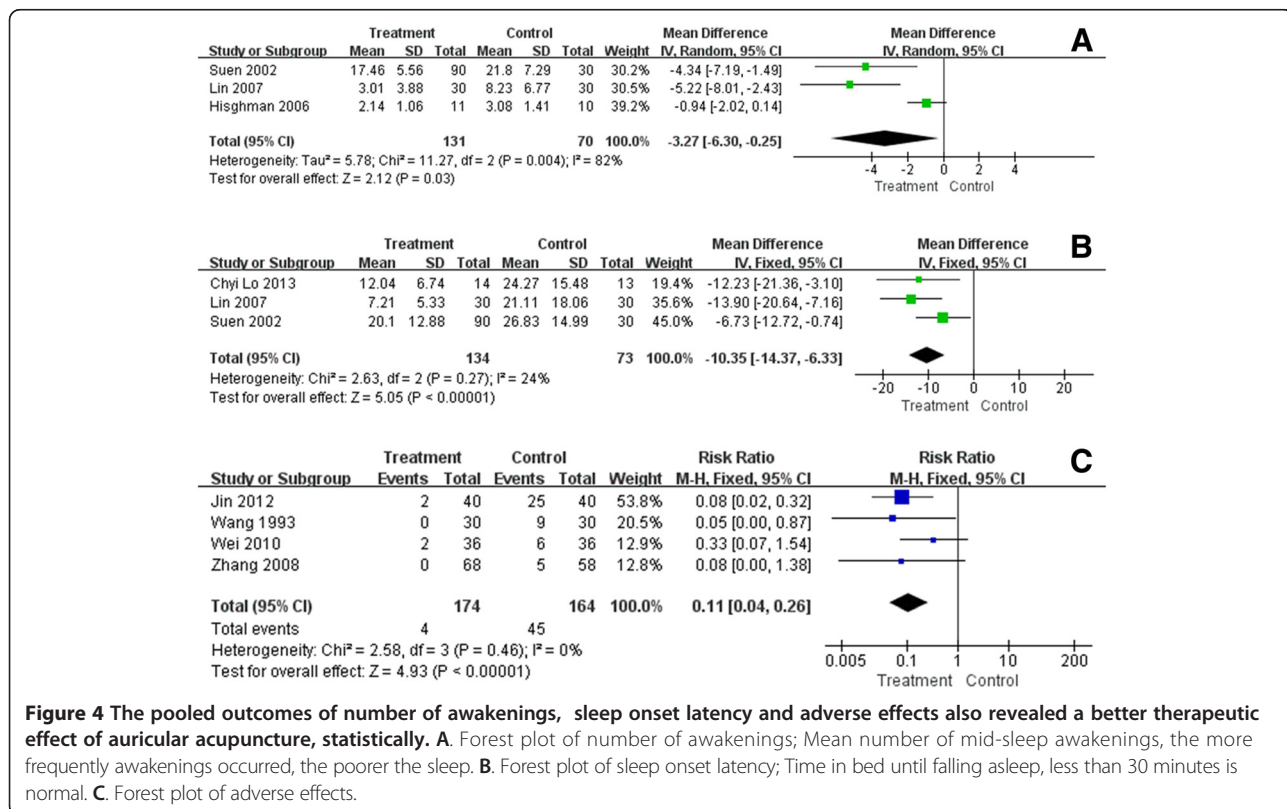 Treatment Control Mean Difference Mean Difference A
Study or Subgroup Mean SD Total Mean SD Total Weight IV, Random, 95% CI IV, Random, 95% CI
Suen 2002 17.46 5.56 90 21.8 7.29 30 30.2% -4.34 [-7.19, -1.49]
Lin 2007 3.01 3.88 30 8.23 6.77 30 30.5% -5.22 [-8.01, -2.43]
Hisghman 2006 2.14 1.06 11 3.08 1.41 10 39.2% -0.94 [-2.02, 0.14]
Total (95% CI) 131 70 100.0% -3.27 [-6.30, -0.25]
Heterogeneity: Tau² = 5.78; Chi² = 11.27, df = 2 (P = 0.004); I² = 82%
Test for overall effect: Z = 2.12 (P = 0.03)
-4 -2 0 2 4
Treatment Control
Treatment Control Mean Difference Mean Difference B
Study or Subgroup Mean SD Total Mean SD Total Weight IV, Fixed, 95% CI IV, Fixed, 95% CI
Chyi Lo 2013 12.04 6.74 14 24.27 15.48 13 19.4% -12.23 [-21.36, -3.10]
Lin 2007 7.21 5.33 30 21.11 18.06 30 35.6% -13.90 [-20.64, -7.16]
Suen 2002 20.1 12.88 90 26.83 14.99 30 45.0% -6.73 [-12.72, -0.74]
Total (95% CI) 134 73 100.0% -10.35 [-14.37, -6.33]
Heterogeneity: Chi² = 2.63, df = 2 (P = 0.27); I² = 24%
Test for overall effect: Z = 5.05 (P < 0.00001)
-20 -10 0 10 20
Treatment Control
Treatment Control Risk Ratio Risk Ratio C
Study or Subgroup Events Total Events Total Weight M-H, Fixed, 95% CI M-H, Fixed, 95% CI
Jin 2012 2 40 25 40 53.8% 0.08 [0.02, 0.32]
Wang 1993 0 30 9 30 20.5% 0.05 [0.00, 0.87]
Wei 2010 2 36 6 36 12.9% 0.33 [0.07, 1.54]
Zhang 2008 0 68 5 58 12.8% 0.08 [0.00, 1.38]
Total (95% CI) 174 164 100.0% 0.11 [0.04, 0.26]
Total events 4 45
Heterogeneity: Chi² = 2.58, df = 3 (P = 0.46); I² = 0%
Test for overall effect: Z = 4.93 (P < 0.00001)
0.005 0.1 1 10 200
Treatment Control
Figure 4 The pooled outcomes of number of awakenings, sleep onset latency and adverse effects also revealed a better therapeutic
effect of auricular acupuncture, statistically. A. Forest plot of number of awakenings; Mean number of mid-sleep awakenings, the more
frequently awakenings occurred, the poorer the sleep. B. Forest plot of sleep onset latency; Time in bed until falling asleep, less than 30 minutes is
normal. C. Forest plot of adverse effects.